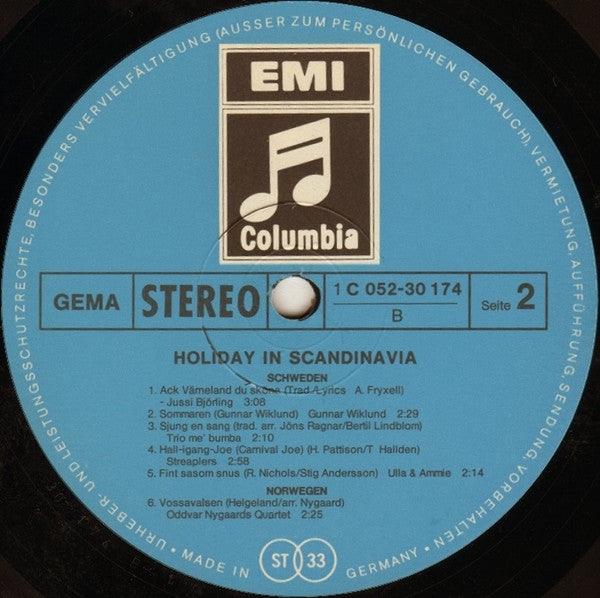 URHEBER- UND LEISTUNGSSCHUTZRECHTE, BESONDERS VERVIELFÄLTIGUNG (AUSSER ZUM PERSÖNLICHEN GEBRAUCH), VERMIETUNG, AUFFÜHRUNG, SENDUNG VORBEHALTEN
EMI
Columbia
GEMA STEREO 1 C 052-30 174 Seite 2
B
HOLIDAY IN SCANDINAVIA
SCHWEDEN
1. Ack Värneland du sköna (Trad./Lyrics A. Fryxell)
- Jussi Björling 3:08
2. Sommaren (Gunnar Wiklund) Gunnar Wiklund 2:29
3. Sjung en sang (trad. arr. Jöns Ragnar/Bertil Lindblom)
Trio me' bumba 2:10
4. Hall-igang-Joe (Carnival Joe) (H. Pattison/T Hallden)
Streaplers 2:58
5. Fint sasom snus (R. Nichols/Stig Andersson) Ulla & Ammie 2:14
NORWEGEN
6. Vossavalsen (Helgeland/arr. Nygaard)
Oddvar Nygaards Quartet 2:25
• MADE IN ST 33 GERMANY •